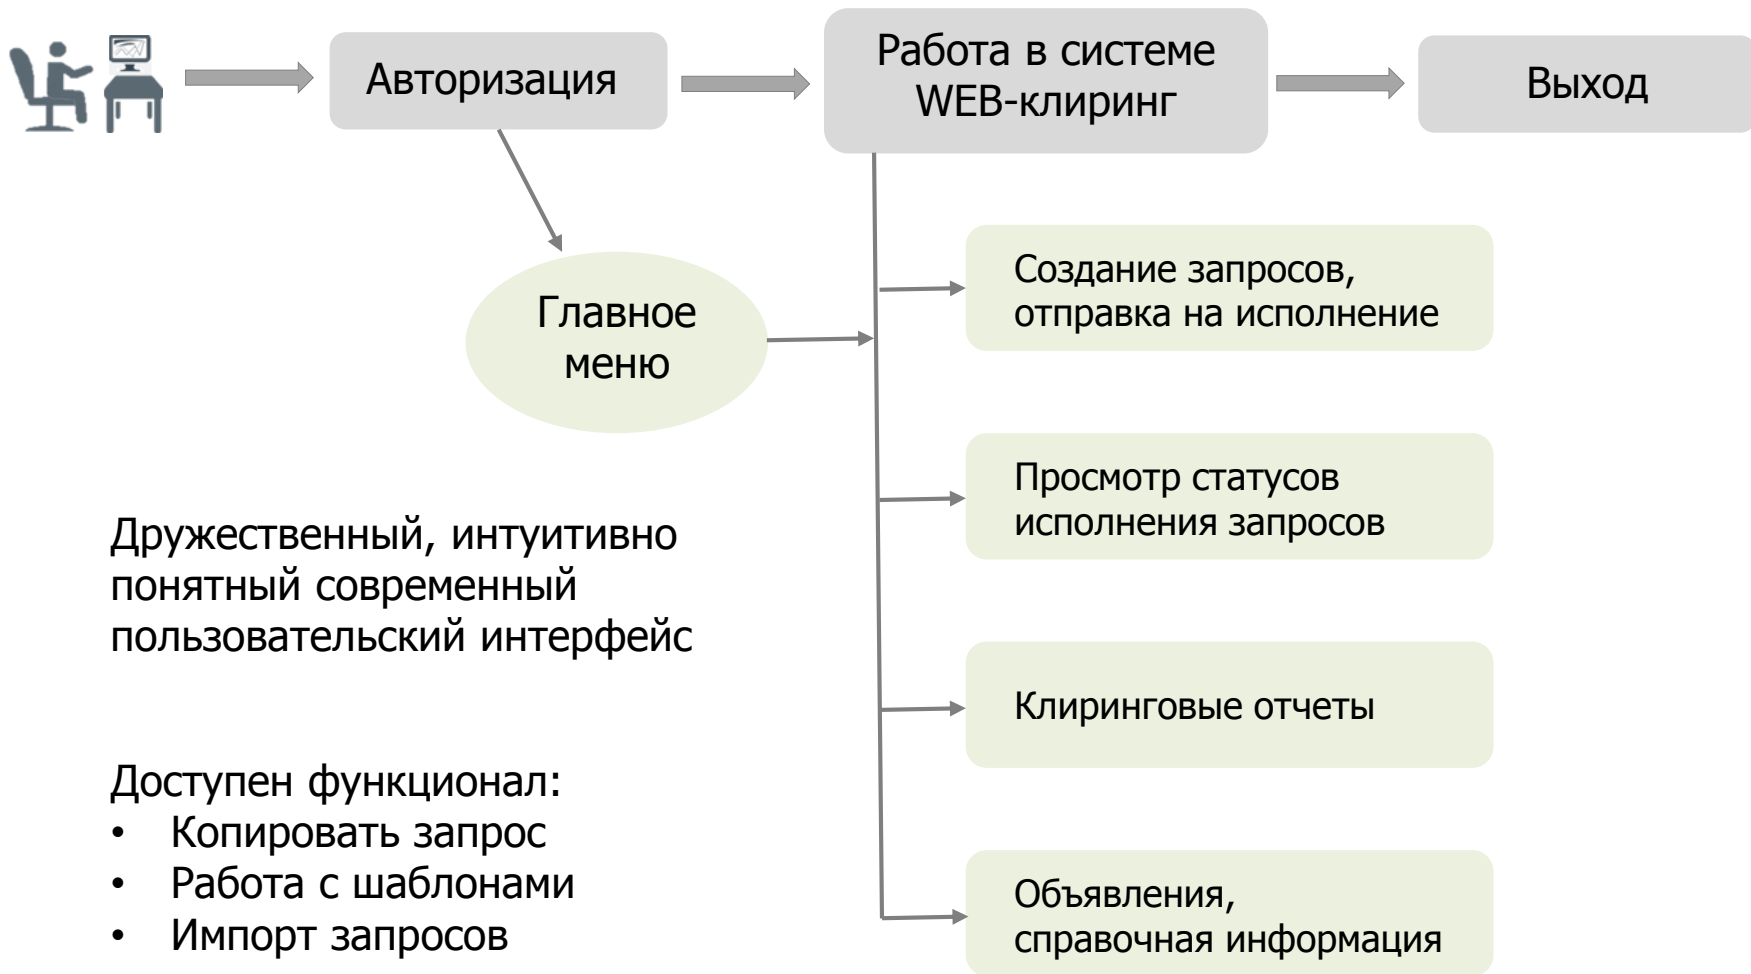 Авторизация
Работа в системе
WEB-клиринг
Выход
Главное
меню
Создание запросов,
отправка на исполнение
Просмотр статусов
исполнения запросов
Клиринговые отчеты
Объявления,
справочная информация
Дружественный, интуитивно
понятный современный
пользовательский интерфейс
Доступен функционал:
• Копировать запрос
• Работа с шаблонами
• Импорт запросов